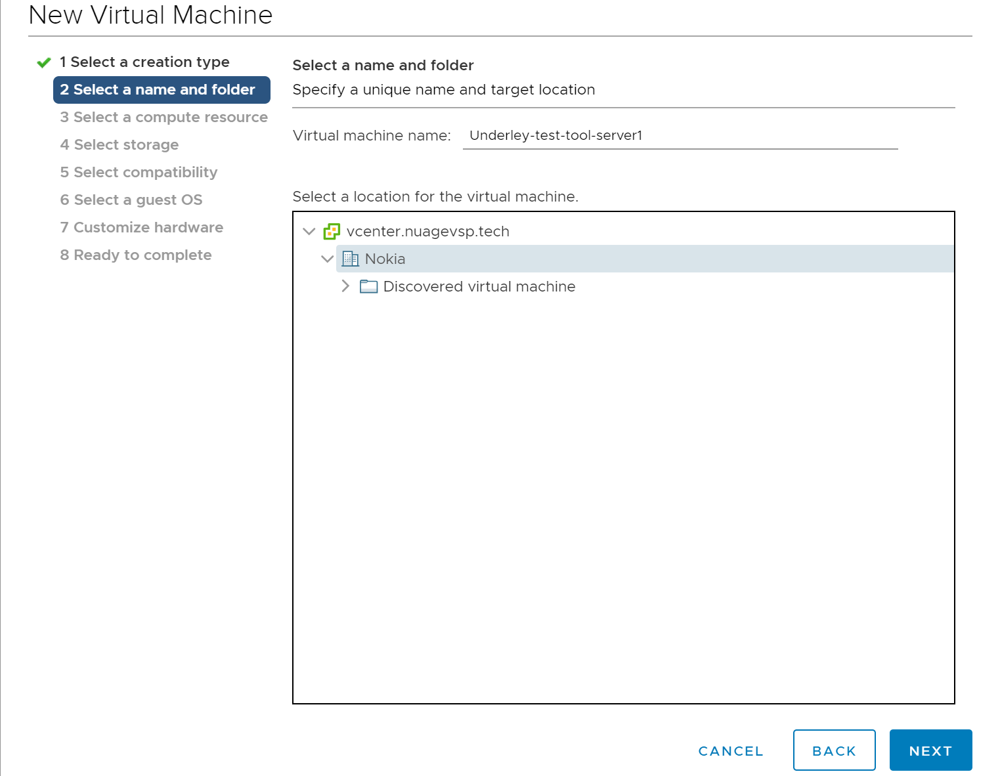 New Virtual Machine
1 Select a creation type
2 Select a name and folder
3 Select a compute resource
4 Select storage
5 Select compatibility
6 Select a guest OS
7 Customize hardware
8 Ready to complete
Select a name and folder
Specify a unique name and target location
Virtual machine name: Underley-test-tool-server1
Select a location for the virtual machine.
vcenter.nuagevsp.tech
Nokia
Discovered virtual machine
CANCEL BACK NEXT